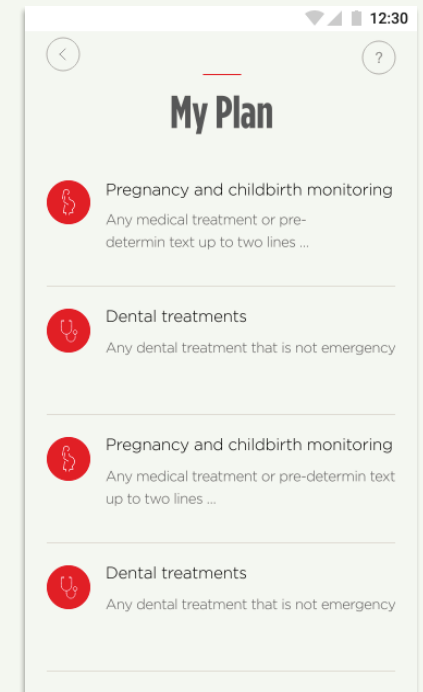 12:30
?
My Plan
Pregnancy and childbirth monitoring
Any medical treatment or pre-
determin text up to two lines ...
Dental treatments
Any dental treatment that is not emergency
Pregnancy and childbirth monitoring
Any medical treatment or pre-determin text
up to two lines ...
Dental treatments
Any dental treatment that is not emergency